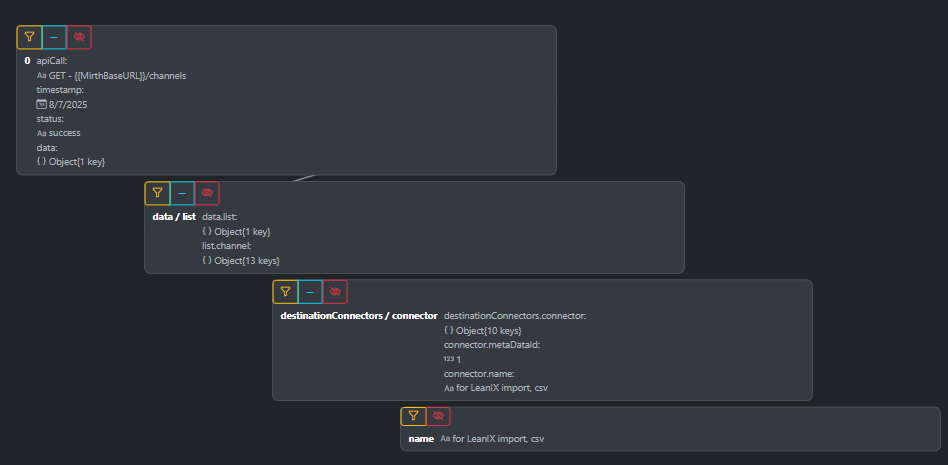 0 apiCall:
Aa GET - {{MirthBaseURL}}/channels
timestamp:
8/7/2025
status:
Aa success
data:
{ } Object{1 key}
data / list data.list:
{ } Object{1 key}
list.channel:
{ } Object{13 keys}
destinationConnectors / connector destinationConnectors.connector:
{ } Object{10 keys}
connector.metaDataId:
123 1
connector.name:
Aa for LeanIX import, csv
name Aa for LeanIX import, csv